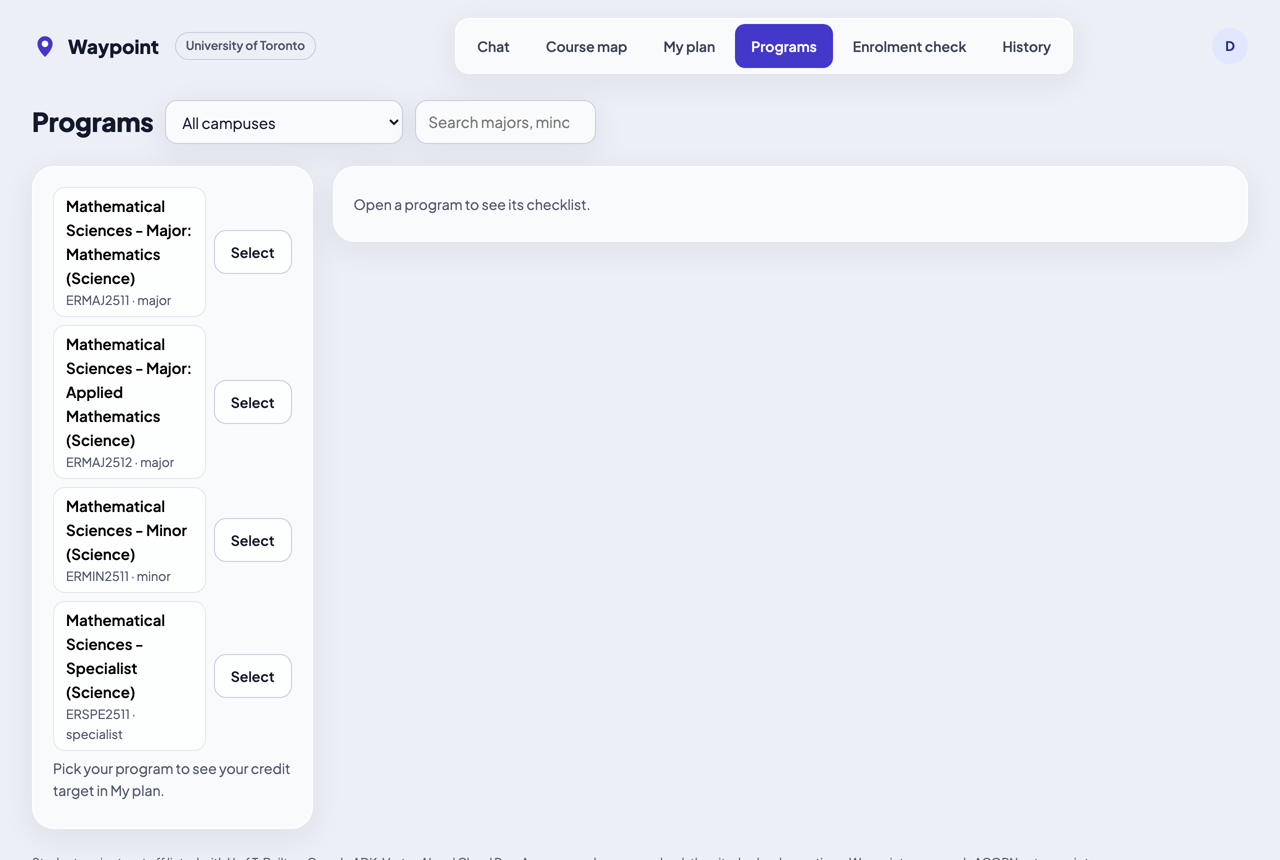 Waypoint
University of Toronto
Chat
Course map
My plan
Programs
Enrolment check
History
D
Programs
All campuses
Search majors, minc
Mathematical
Sciences - Major:
Mathematics
(Science)
ERMAJ2511 · major
Select
Mathematical
Sciences - Major:
Applied
Mathematics
(Science)
ERMAJ2512 · major
Select
Mathematical
Sciences - Minor
(Science)
ERMIN2511 · minor
Select
Mathematical
Sciences -
Specialist
(Science)
ERSPE2511 ·
specialist
Select
Pick your program to see your credit
target in My plan.
Open a program to see its checklist.